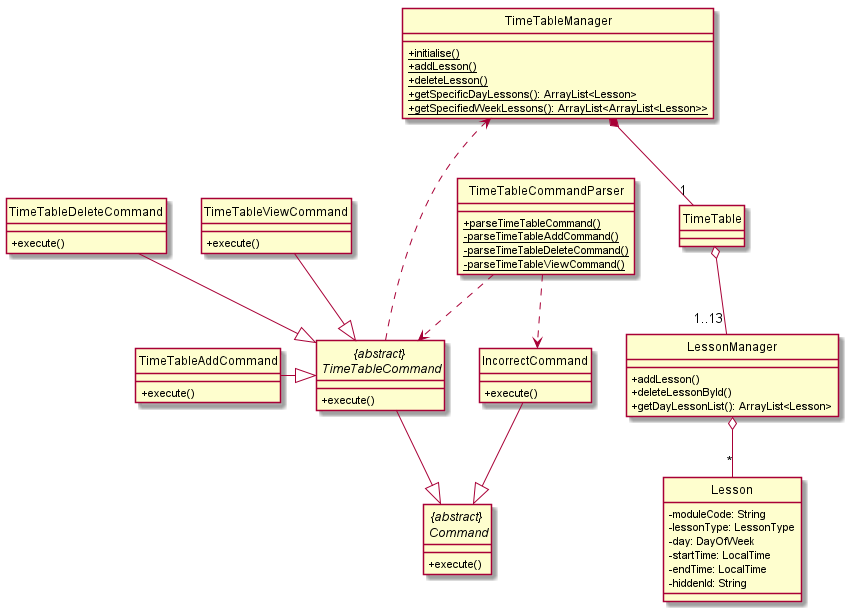 TimeTableManager
+initialise()
+addLesson()
+deleteLesson()
+getSpecificDayLessons(): ArrayList<Lesson>
+getSpecifiedWeekLessons(): ArrayList<ArrayList<Lesson>>
TimeTableCommandParser
+parseTimeTableCommand()
-parseTimeTableAddCommand()
-parseTimeTableDeleteCommand()
-parseTimeTableViewCommand()
1
TimeTable
TimeTableDeleteCommand
+execute()
TimeTableViewCommand
+execute()
1..13
TimeTableAddCommand
+execute()
{abstract}
TimeTableCommand
+execute()
IncorrectCommand
+execute()
LessonManager
+addLesson()
+deleteLessonById()
+getDayLessonList(): ArrayList<Lesson>
*
{abstract}
Command
+execute()
Lesson
-moduleCode: String
-lessonType: LessonType
-day: DayOfWeek
-startTime: LocalTime
-endTime: LocalTime
-hiddenId: String